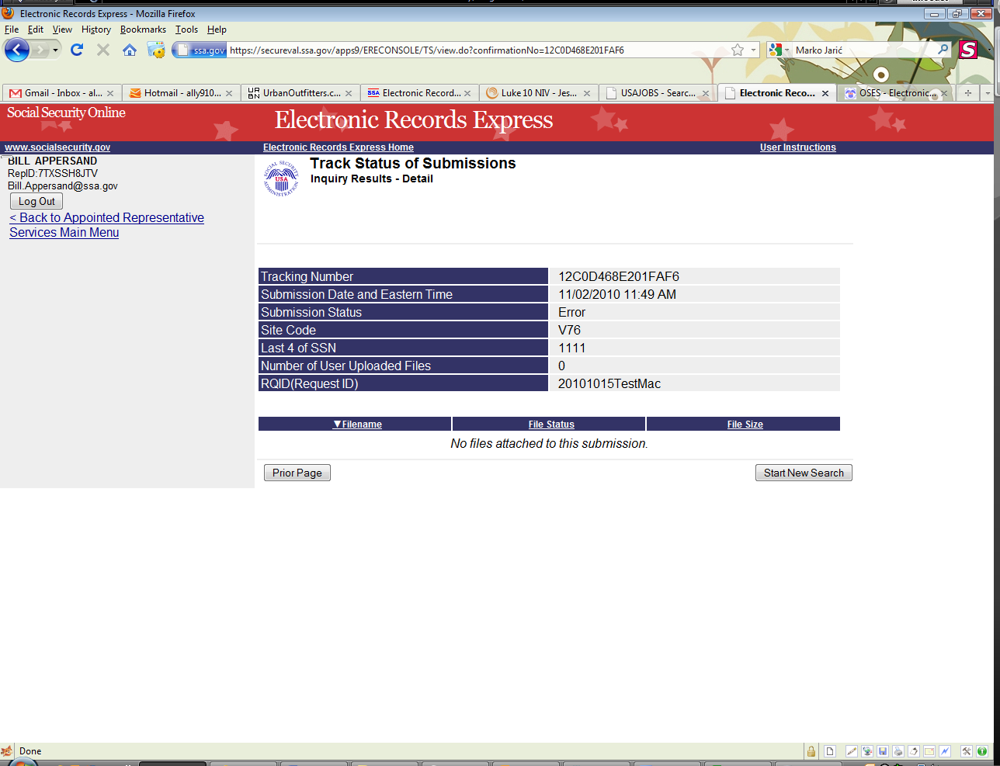 Electronic Records Express - Mozilla Firefox
File Edit View History Bookmarks Tools Help
ssa.gov https://secureval.ssa.gov/apps9/ERECONSOLE/TS/view.do?confirmationNo=12C0D468E201FAF6 Marko Jarić S
Gmail - Inbox - al... Hotmail - ally910... UrbanOutfitters.c... Electronic Record... Luke 10 NIV - Jes... USAJOBS - Searc... Electronic Reco... OSES - Electronic...
Social Security Online Electronic Records Express
www.socialsecurity.gov Electronic Records Express Home User Instructions
BILL APPERSAND
RepID:7TXSSH8JTV
Bill.Appersand@ssa.gov
Log Out
< Back to Appointed Representative
Services Main Menu
SOCIAL SECURITY ADMINISTRATION USA
Track Status of Submissions
Inquiry Results - Detail
Tracking Number 12C0D468E201FAF6
Submission Date and Eastern Time 11/02/2010 11:49 AM
Submission Status Error
Site Code V76
Last 4 of SSN 1111
Number of User Uploaded Files 0
RQID(Request ID) 20101015TestMac
▼Filename File Status File Size
No files attached to this submission.
Prior Page Start New Search
Done